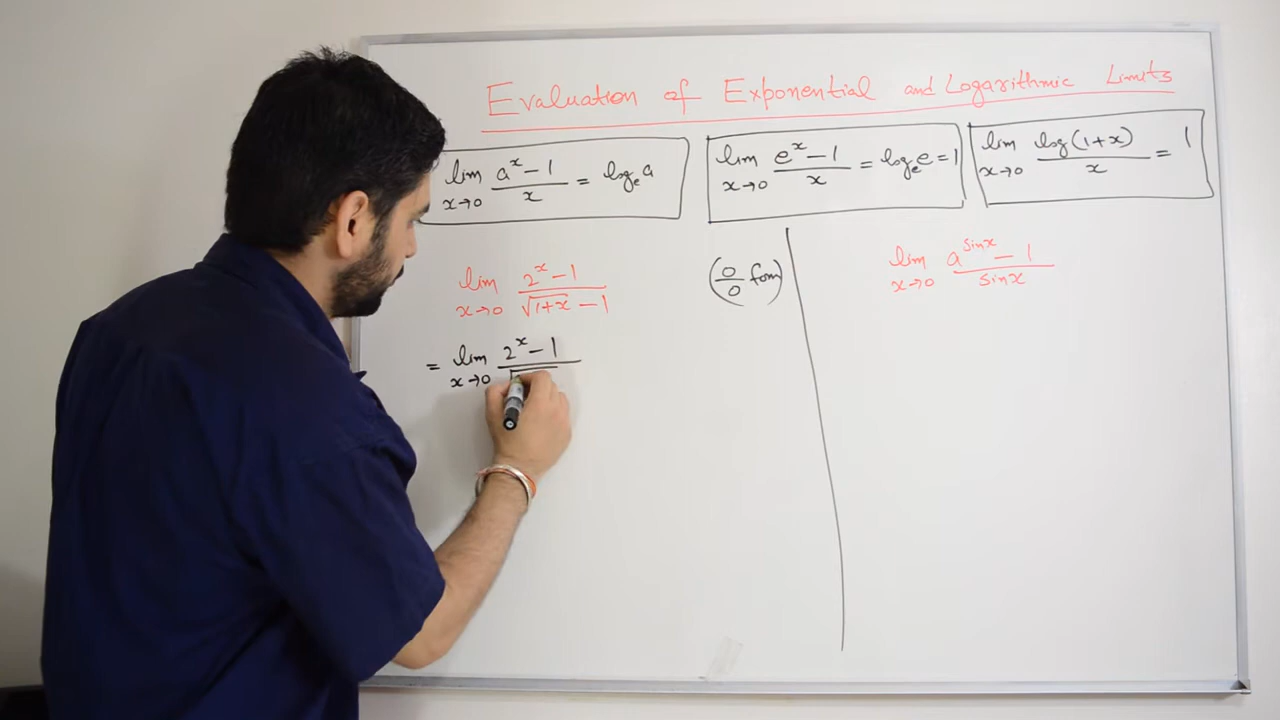 Evaluation of Exponential and Logarithmic Limits
lim x→0 (a^x − 1)/x = log_e a
lim x→0 (e^x − 1)/x = log_e e = 1
lim x→0 log(1+x)/x = 1
lim x→0 (2^x − 1)/(√(1+x) − 1)
(0/0 form)
= lim x→0 (2^x − 1)/√
lim x→0 (a^(sinx) − 1)/sinx